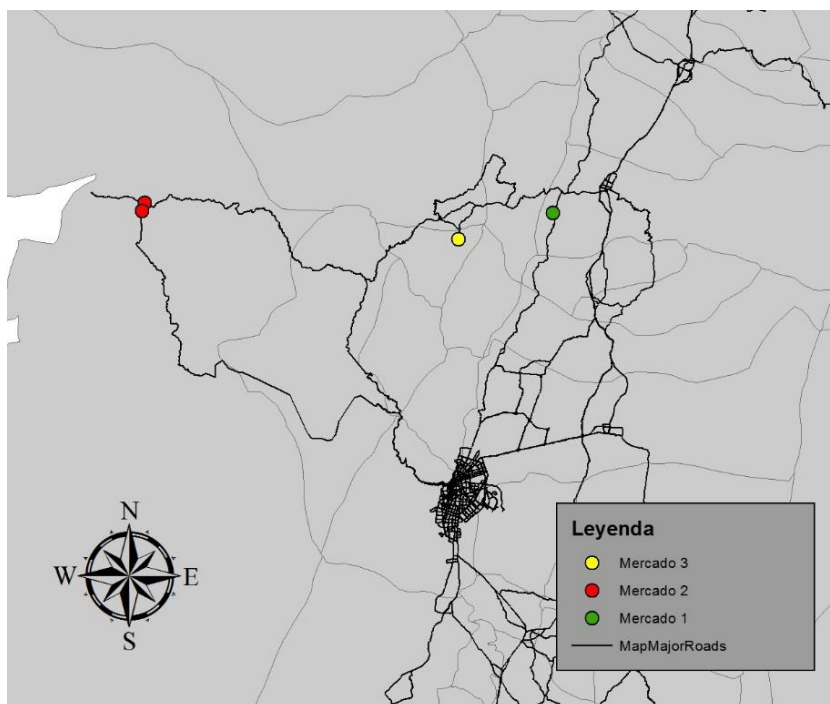 N
W E
S
Leyenda
Mercado 3
Mercado 2
Mercado 1
MapMajorRoads